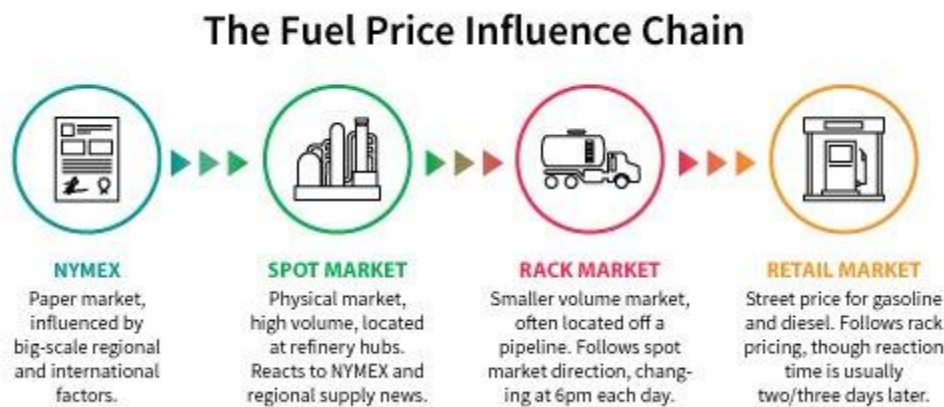 The Fuel Price Influence Chain
NYMEX
Paper market,
influenced by
big-scale regional
and international
factors.
SPOT MARKET
Physical market,
high volume, located
at refinery hubs.
Reacts to NYMEX and
regional supply news.
RACK MARKET
Smaller volume market,
often located off a
pipeline. Follows spot
market direction, chang-
ing at 6pm each day.
RETAIL MARKET
Street price for gasoline
and diesel. Follows rack
pricing, though reaction
time is usually
two/three days later.